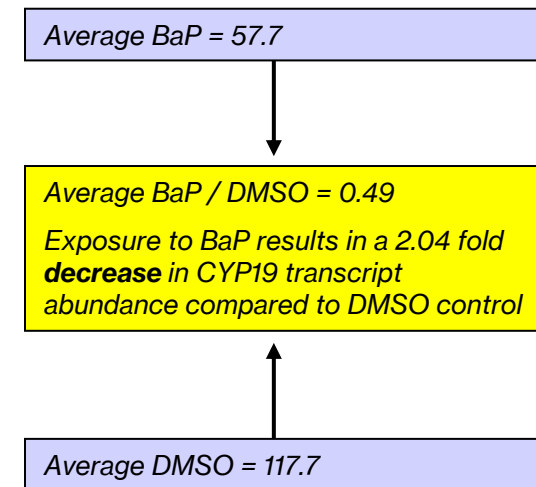 Average BaP = 57.7
Average BaP / DMSO = 0.49
Exposure to BaP results in a 2.04 fold
decrease in CYP19 transcript
abundance compared to DMSO control
Average DMSO = 117.7